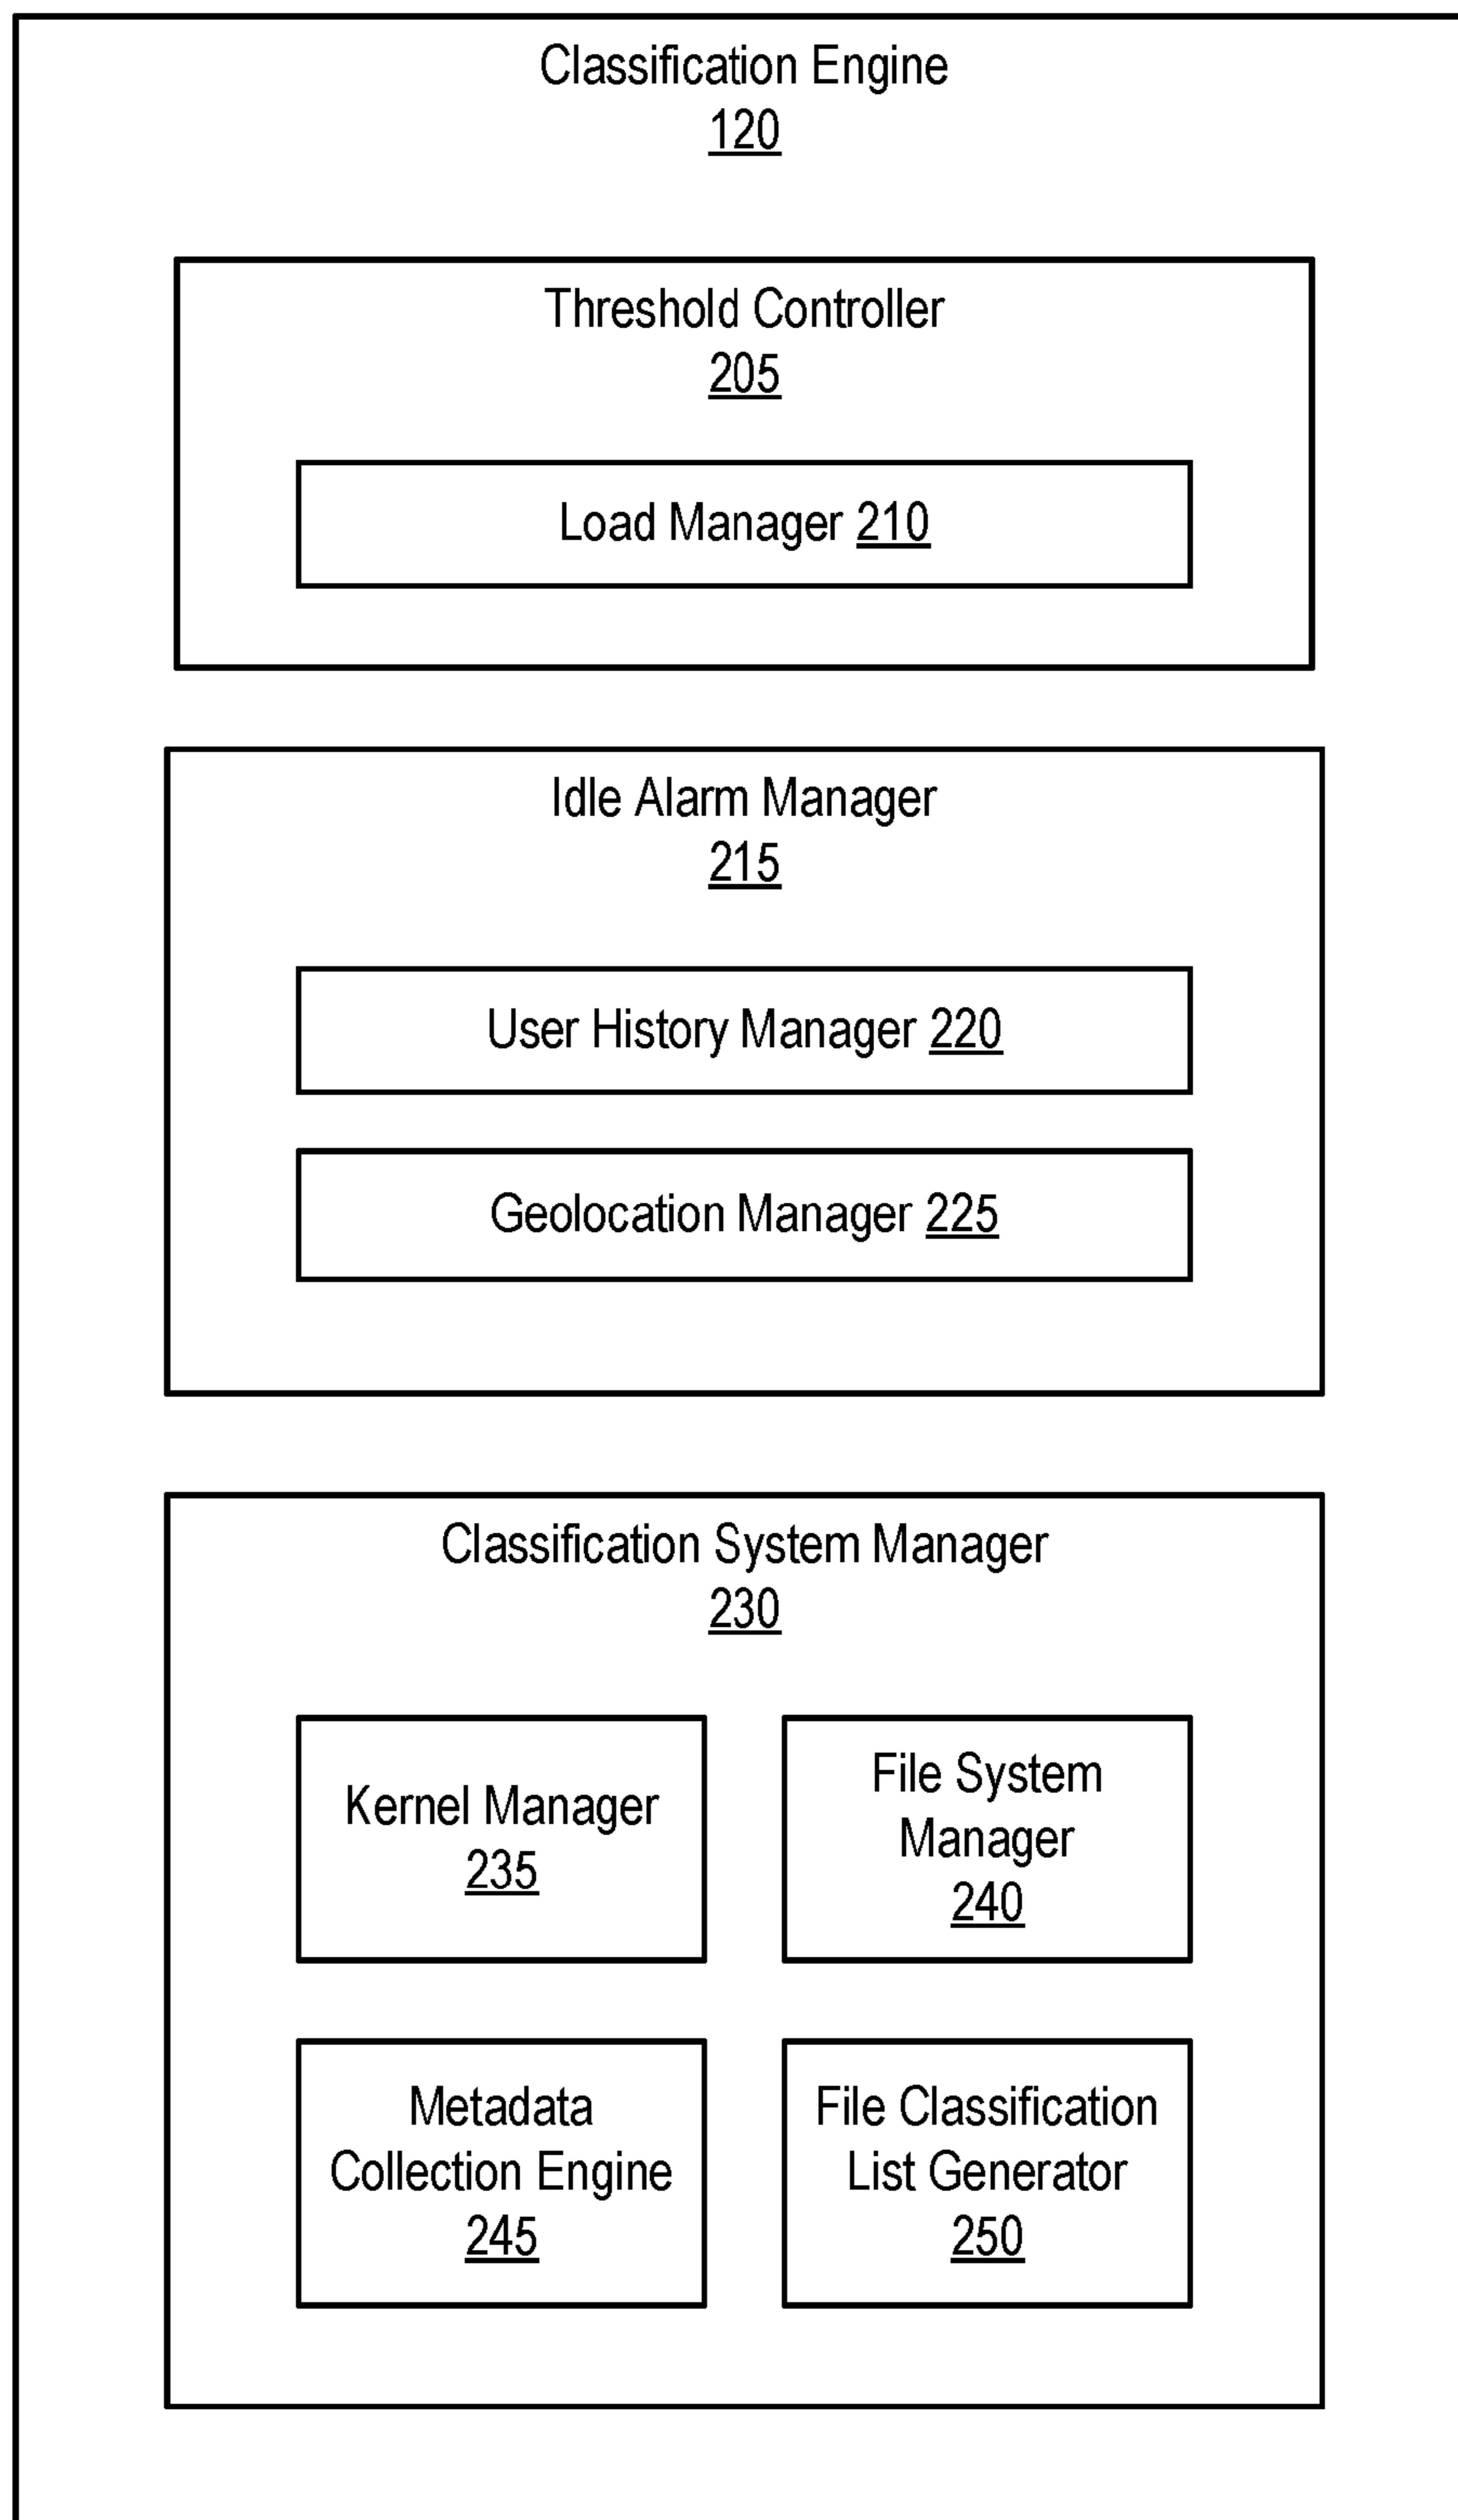 Classification Engine
120
Threshold Controller
205
Load Manager 210
Idle Alarm Manager
215
User History Manager 220
Geolocation Manager 225
Classification System Manager
230
Kernel Manager
235
File System
Manager
240
Metadata
Collection Engine
245
File Classification
List Generator
250